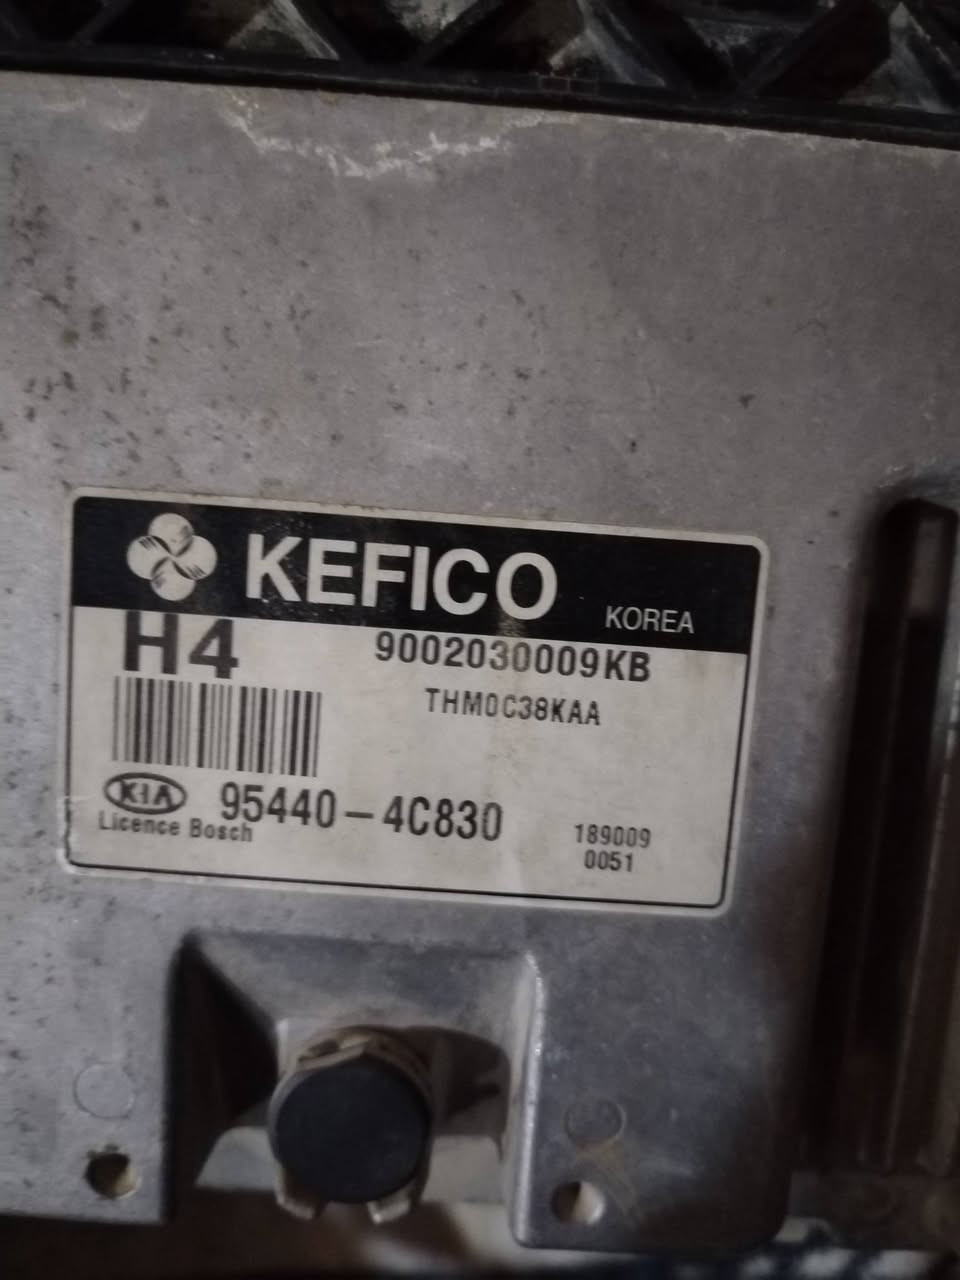 KEFICO KOREA
H4 9002030009KB
THM0C38KAA
KIA 95440-4C830 189009
Licence Bosch 0051